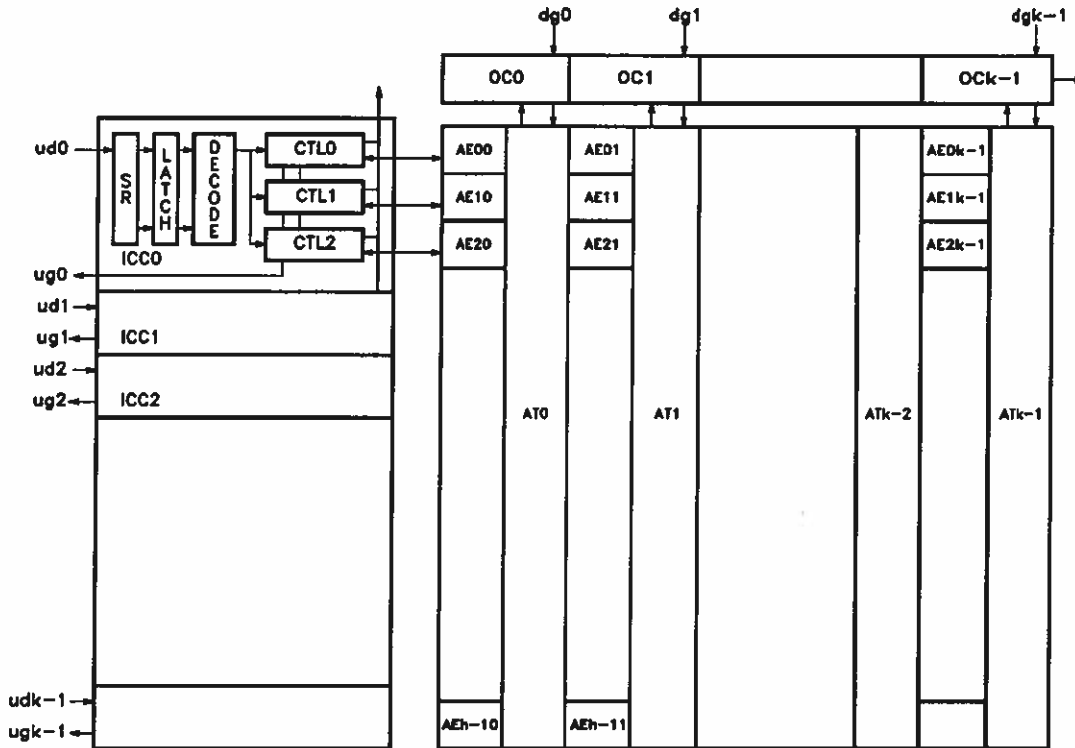 dg0 dg1 dgk-1
OC0 OC1 OCk-1
ud0 SR LATCH DECODE CTL0 AE00 AE01 AE0k-1
CTL1 AE10 AE11 AE1k-1
CTL2 AE20 AE21 AE2k-1
ICC0
ug0
ud1
ug1 ICC1
ud2
ug2 ICC2
AT0 AT1 ATk-2 ATk-1
udk-1
ugk-1 AEh-10 AEh-11